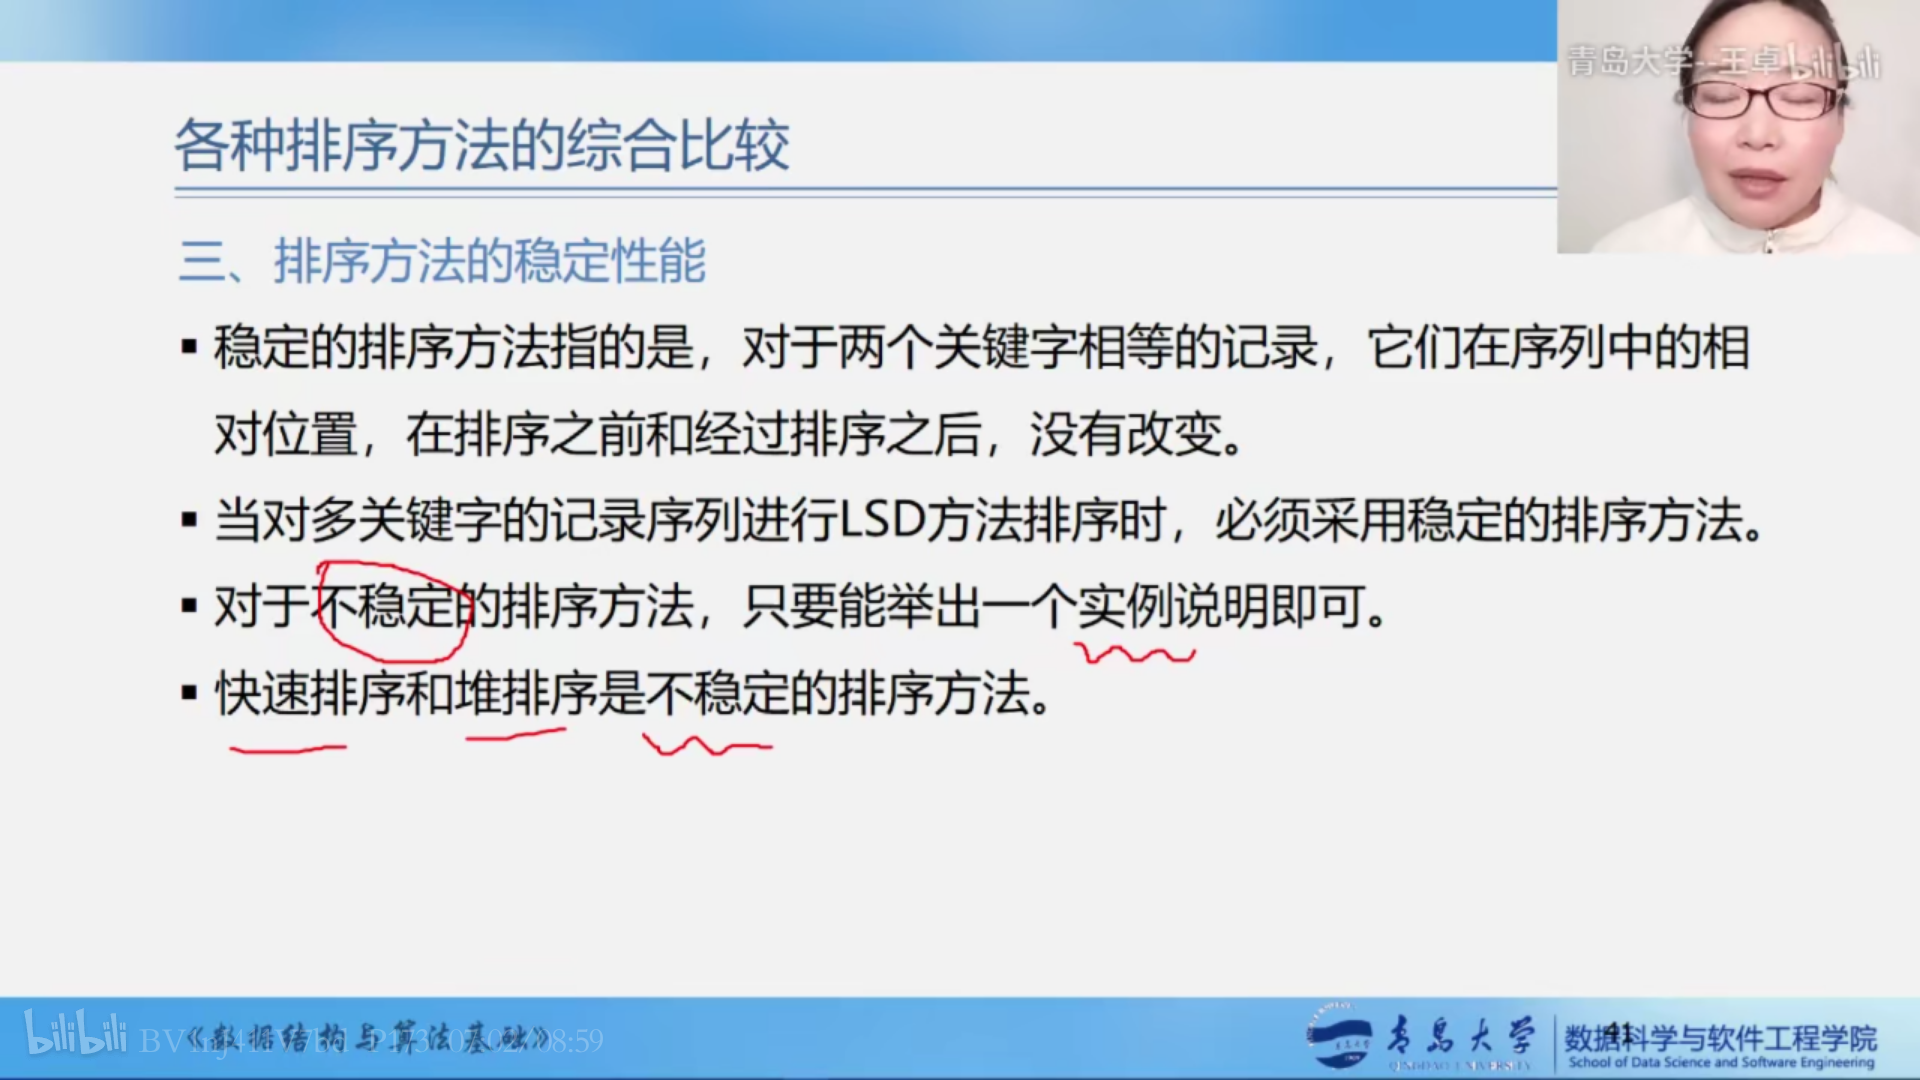 青岛大学--王卓 bilibili
各种排序方法的综合比较
三、排序方法的稳定性能
▪ 稳定的排序方法指的是，对于两个关键字相等的记录，它们在序列中的相
对位置，在排序之前和经过排序之后，没有改变。
▪ 当对多关键字的记录序列进行LSD方法排序时，必须采用稳定的排序方法。
▪ 对于不稳定的排序方法，只要能举出一个实例说明即可。
▪ 快速排序和堆排序是不稳定的排序方法。
bilibili
《数据结构与算法基础》
08:59
青岛大学
QINGDAO UNIVERSITY
数据科学与软件工程学院
School of Data Science and Software Engineering
41